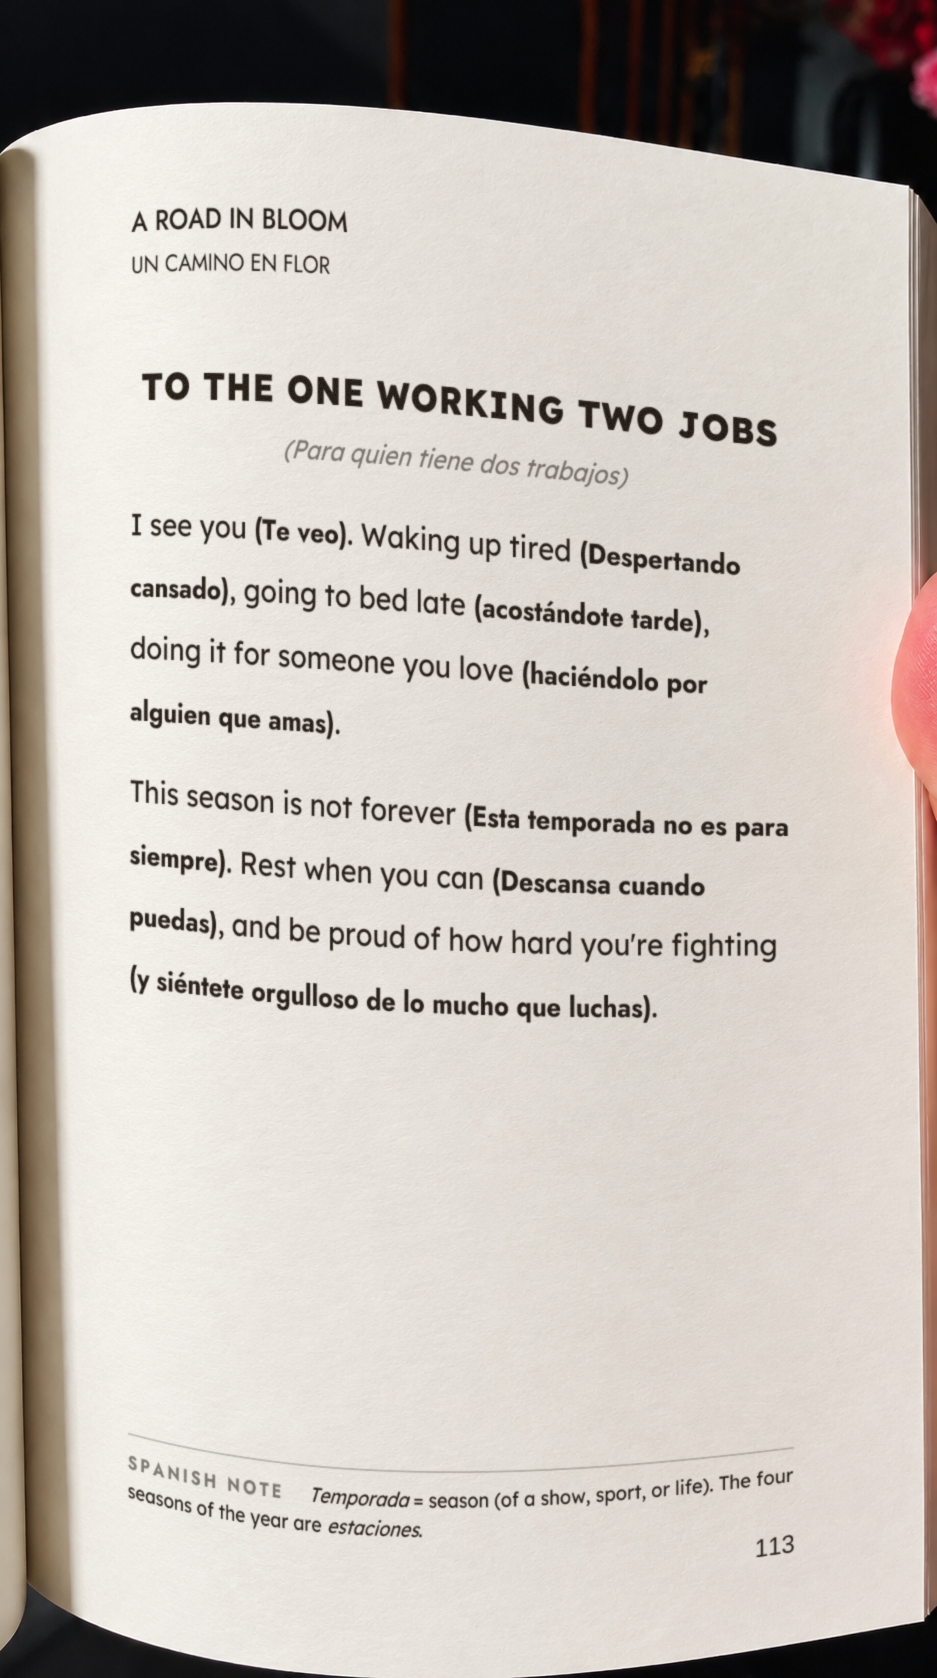 A ROAD IN BLOOM
UN CAMINO EN FLOR
TO THE ONE WORKING TWO JOBS
(Para quien tiene dos trabajos)
I see you (Te veo). Waking up tired (Despertando
cansado), going to bed late (acostándote tarde),
doing it for someone you love (haciéndolo por
alguien que amas).
This season is not forever (Esta temporada no es para
siempre). Rest when you can (Descansa cuando
puedas), and be proud of how hard you're fighting
(y siéntete orgulloso de lo mucho que luchas).
SPANISH NOTE Temporada = season (of a show, sport, or life). The four
seasons of the year are estaciones.
113